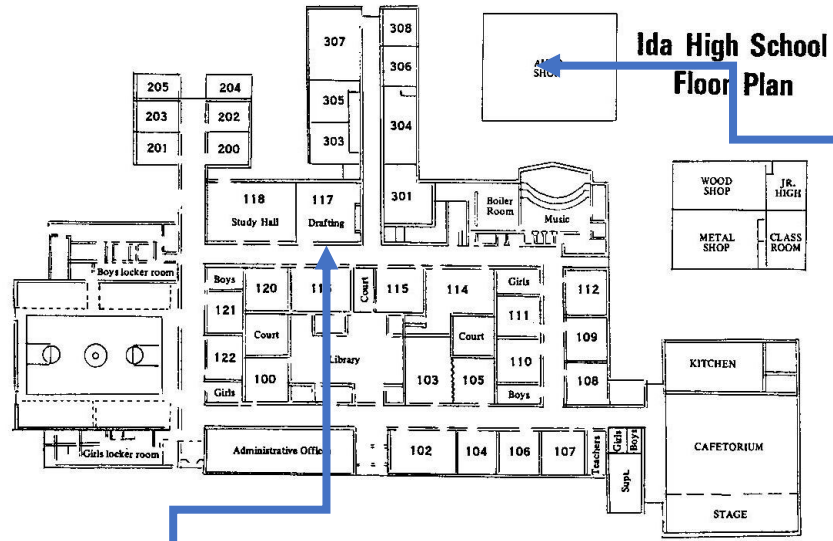 Ida High School
Floor Plan
307
308
306
305
304
303
301
SHOP
205
204
203
202
201
200
118
Study Hall
117
Drafting
Boiler
Room
Music
WOOD
SHOP
JR.
HIGH
METAL
SHOP
CLASS
ROOM
Boys locker room
Boys
120
Court
115
114
Girls
112
121
Court
111
109
122
Library
Court
110
108
Girls
100
103
105
Boys
KITCHEN
CAFETORIUM
STAGE
Girls locker room
Administrative Offices
102
104
106
107
Teachers
Girls
Boys
Supt.